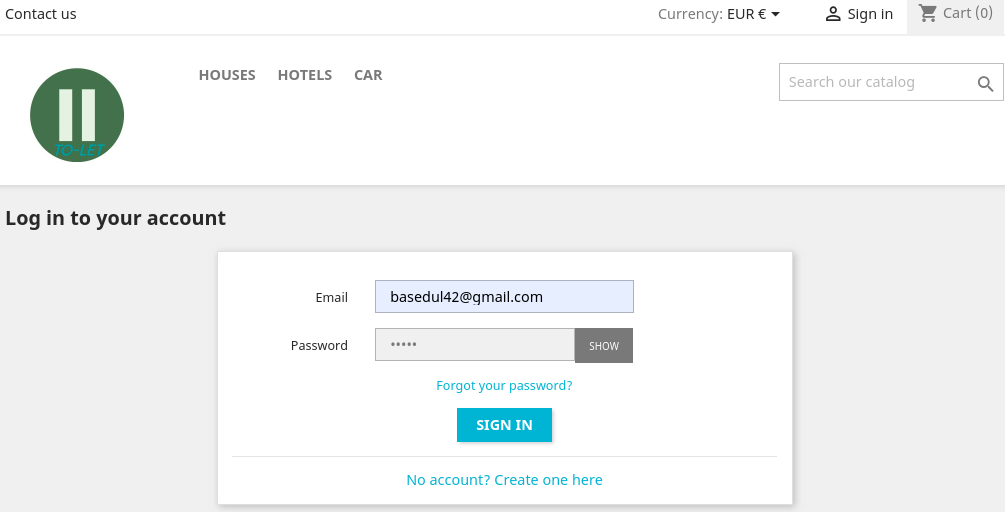 Contact us Currency: EUR € Sign in Cart (0)
HOUSES HOTELS CAR Search our catalog
TO-LET
Log in to your account
Email basedul42@gmail.com
Password ••••• SHOW
Forgot your password?
SIGN IN
No account? Create one here